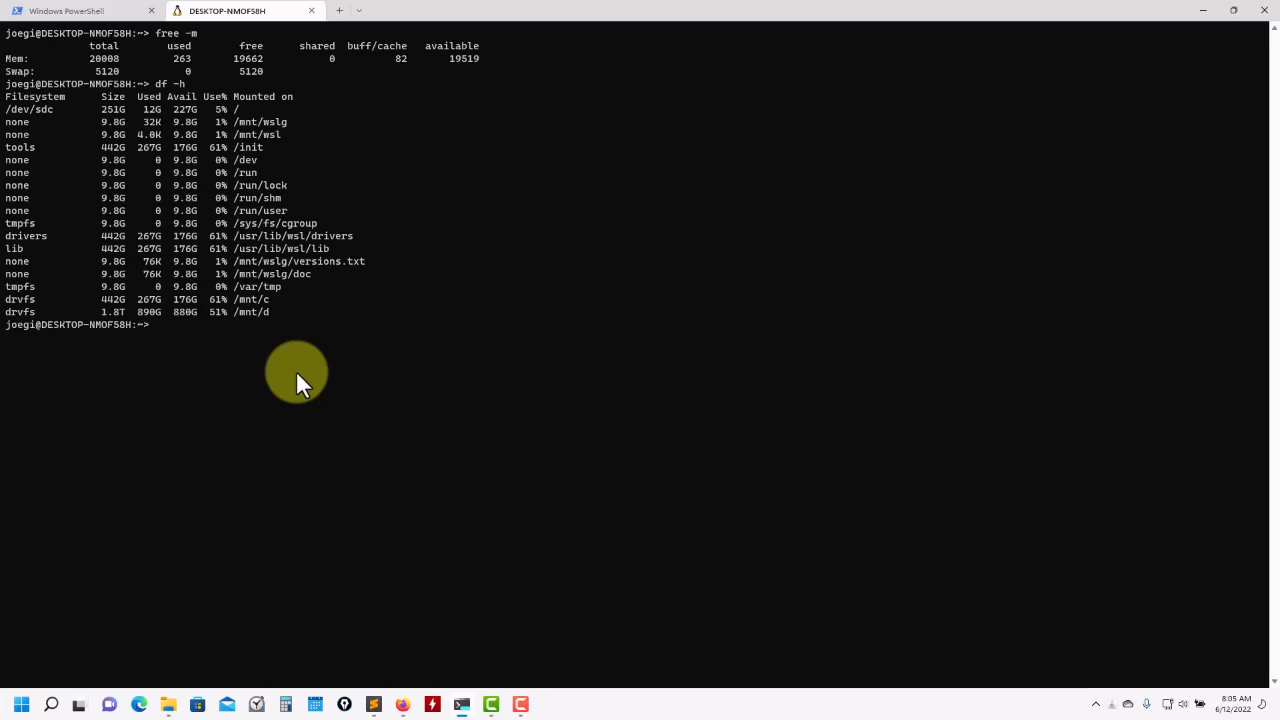 Windows PowerShell
DESKTOP-NMOF58H
joegi@DESKTOP-NMOF58H:~> free -m
total used free shared buff/cache available
Mem: 20008 263 19662 0 82 19519
Swap: 5120 0 5120
joegi@DESKTOP-NMOF58H:~> df -h
Filesystem Size Used Avail Use% Mounted on
/dev/sdc 251G 12G 227G 5% /
none 9.8G 32K 9.8G 1% /mnt/wslg
none 9.8G 4.0K 9.8G 1% /mnt/wsl
tools 442G 267G 176G 61% /init
none 9.8G 0 9.8G 0% /dev
none 9.8G 0 9.8G 0% /run
none 9.8G 0 9.8G 0% /run/lock
none 9.8G 0 9.8G 0% /run/shm
none 9.8G 0 9.8G 0% /run/user
tmpfs 9.8G 0 9.8G 0% /sys/fs/cgroup
drivers 442G 267G 176G 61% /usr/lib/wsl/drivers
lib 442G 267G 176G 61% /usr/lib/wsl/lib
none 9.8G 76K 9.8G 1% /mnt/wslg/versions.txt
none 9.8G 76K 9.8G 1% /mnt/wslg/doc
tmpfs 9.8G 0 9.8G 0% /var/tmp
drvfs 442G 267G 176G 61% /mnt/c
drvfs 1.8T 890G 880G 51% /mnt/d
joegi@DESKTOP-NMOF58H:~>
8:05 AM
6/12/2022